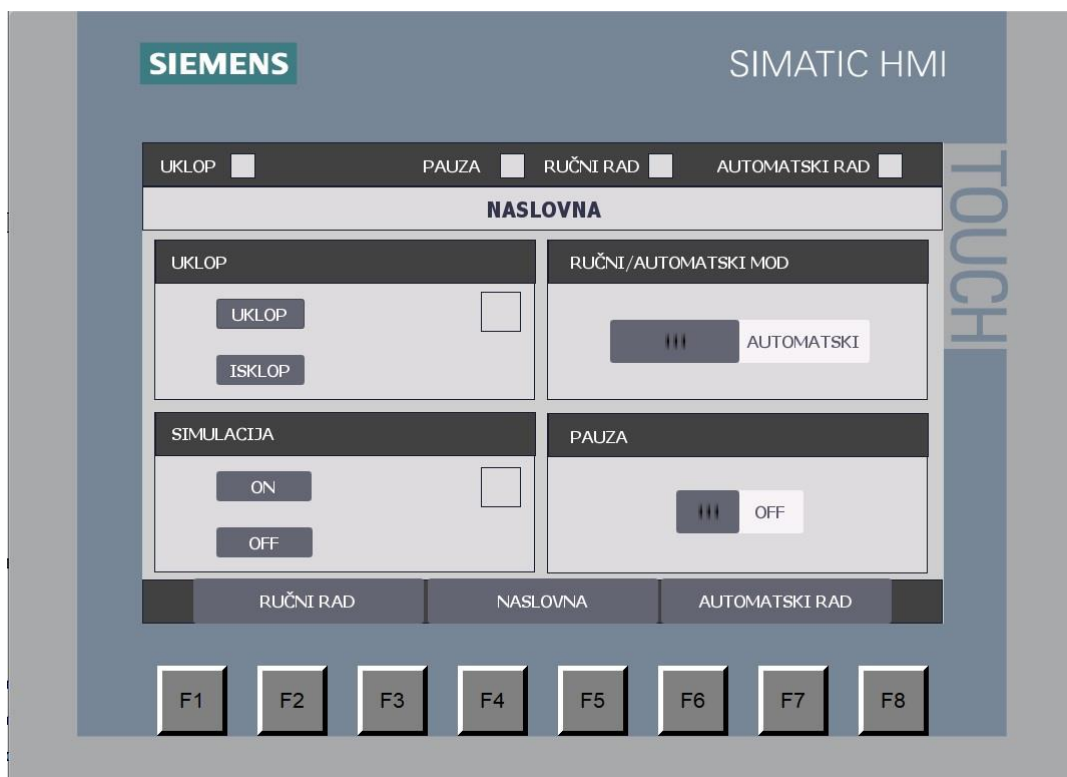 SIEMENS SIMATIC HMI
TOUCH
UKLOP PAUZA RUČNI RAD AUTOMATSKI RAD
NASLOVNA
UKLOP
UKLOP
ISKLOP
RUČNI/AUTOMATSKI MOD
AUTOMATSKI
SIMULACIJA
ON
OFF
PAUZA
OFF
RUČNI RAD NASLOVNA AUTOMATSKI RAD
F1 F2 F3 F4 F5 F6 F7 F8